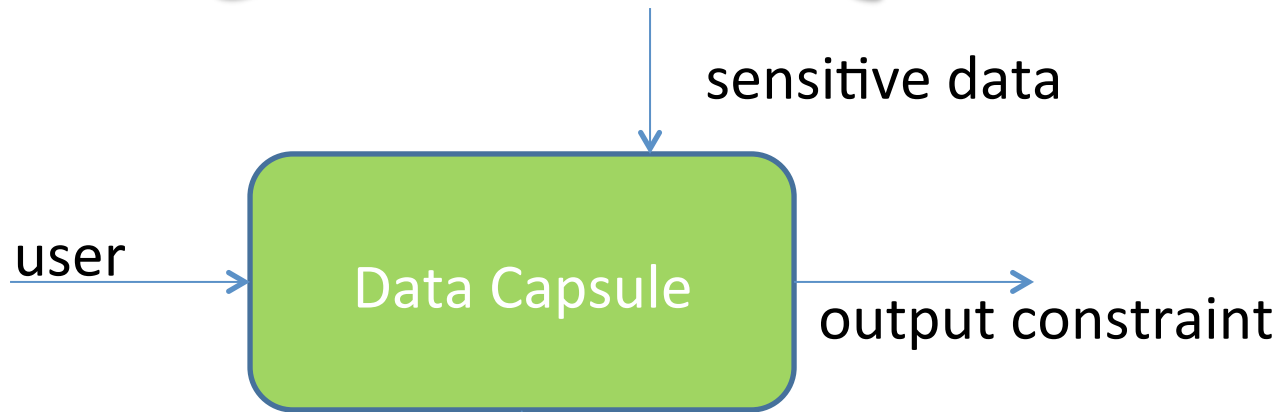 sensitive data
user
Data Capsule
output constraint